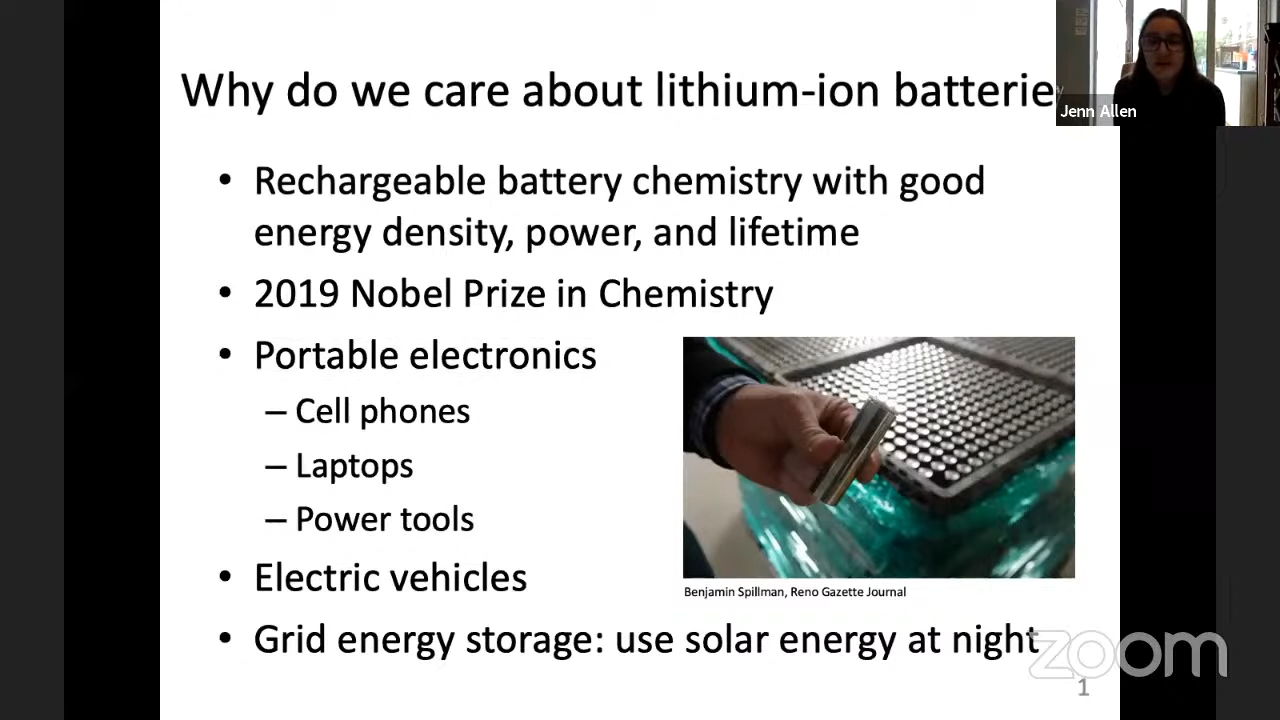 Why do we care about lithium-ion batterie
Jenn Allen
• Rechargeable battery chemistry with good
energy density, power, and lifetime
• 2019 Nobel Prize in Chemistry
• Portable electronics
– Cell phones
– Laptops
– Power tools
• Electric vehicles
Benjamin Spillman, Reno Gazette Journal
• Grid energy storage: use solar energy at night
zoom
1